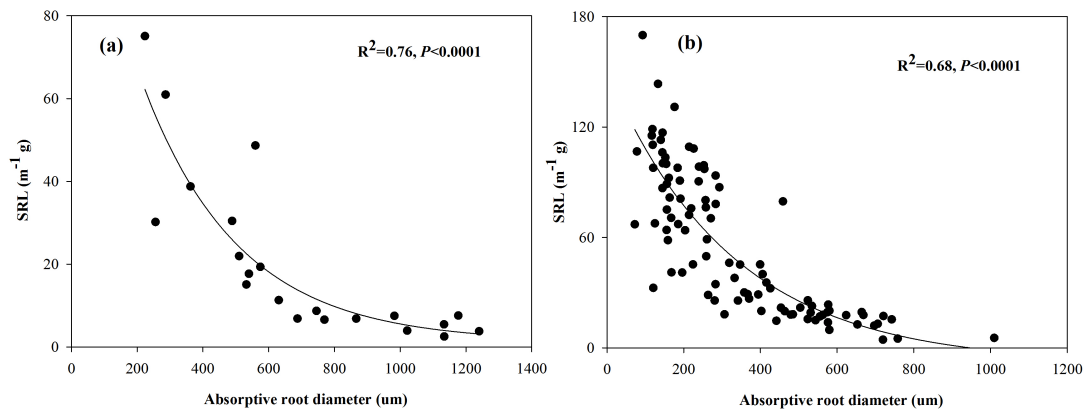 (a)
R²=0.76, P<0.0001
80
60
40
20
0
SRL (m⁻¹ g)
0 200 400 600 800 1000 1200 1400
Absorptive root diameter (um)
(b)
R²=0.68, P<0.0001
180
120
60
0
SRL (m⁻¹ g)
0 200 400 600 800 1000 1200
Absorptive root diameter (um)